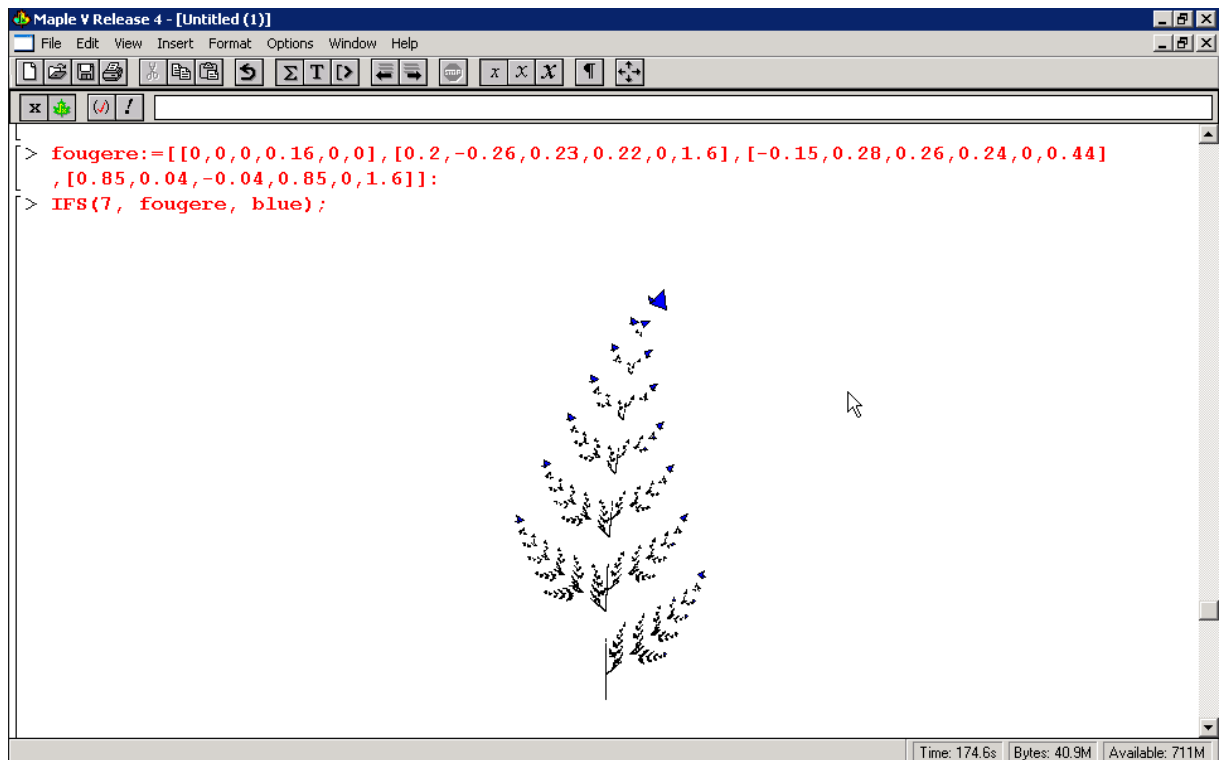 Maple V Release 4 - [Untitled (1)]
File Edit View Insert Format Options Window Help
Σ T [> STOP x x x ¶
x (√) !
> fougere:=[[0,0,0,0.16,0,0],[0.2,-0.26,0.23,0.22,0,1.6],[-0.15,0.28,0.26,0.24,0,0.44]
,[0.85,0.04,-0.04,0.85,0,1.6]]:
> IFS(7, fougere, blue);
Time: 174.6s Bytes: 40.9M Available: 711M